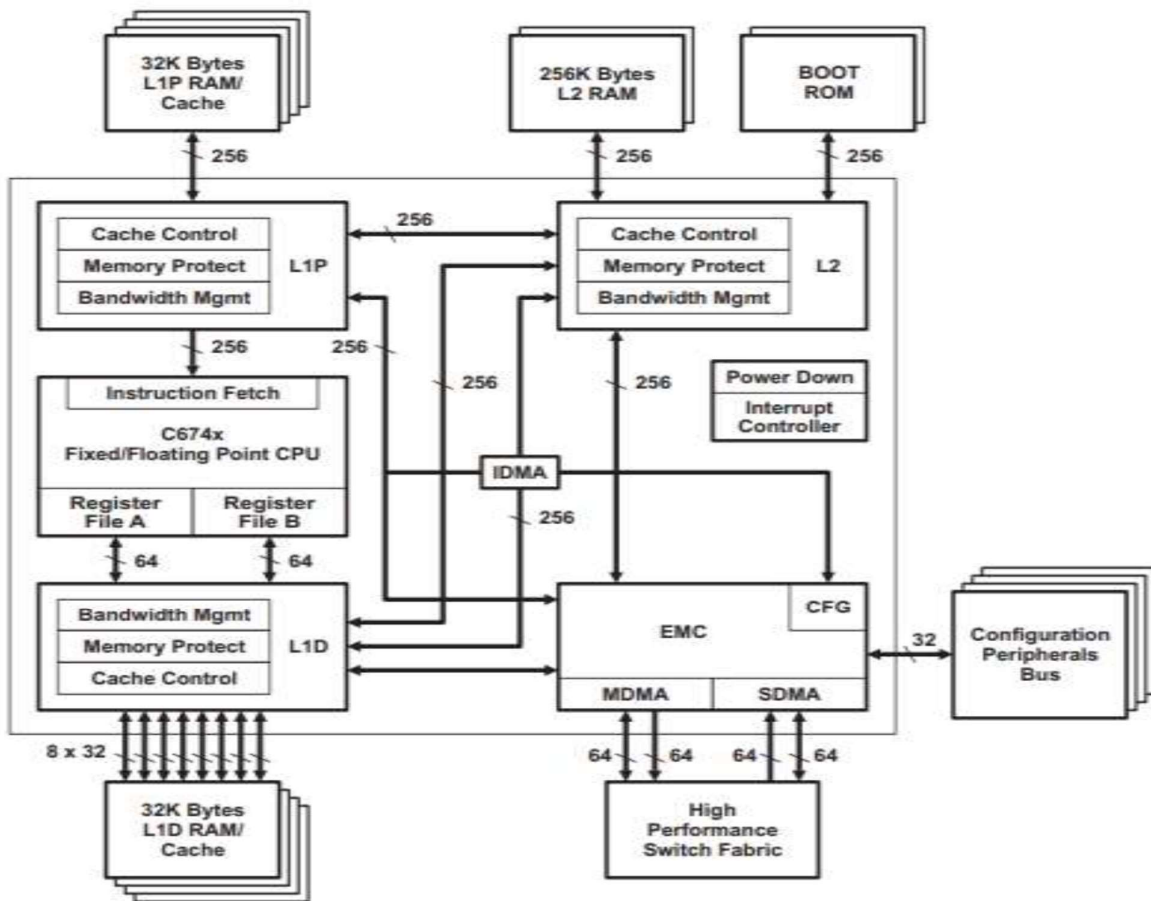 32K Bytes
L1P RAM/
Cache
256K Bytes
L2 RAM
BOOT
ROM
256
256
256
Cache Control
Memory Protect
Bandwidth Mgmt
L1P
256
Cache Control
Memory Protect
Bandwidth Mgmt
L2
256
256
256
256
Power Down
Interrupt
Controller
Instruction Fetch
C674x
Fixed/Floating Point CPU
Register
File A
Register
File B
IDMA
256
64
64
Bandwidth Mgmt
Memory Protect
Cache Control
L1D
EMC
CFG
MDMA
SDMA
32
Configuration
Peripherals
Bus
8 x 32
64
64
64
64
32K Bytes
L1D RAM/
Cache
High
Performance
Switch Fabric